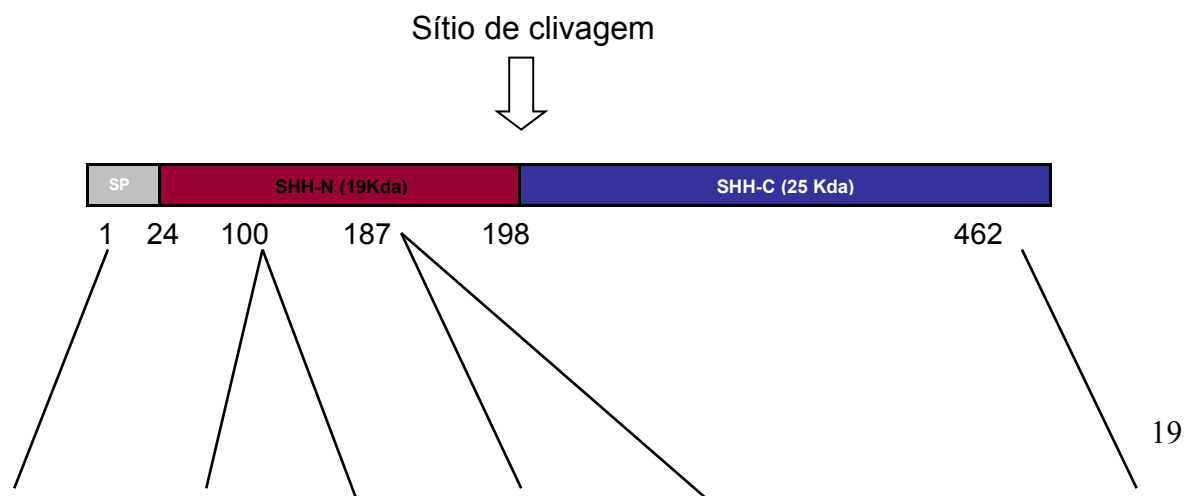 Sítio de clivagem
SP SHH-N (19Kda) SHH-C (25 Kda)
1 24 100 187 198 462
19